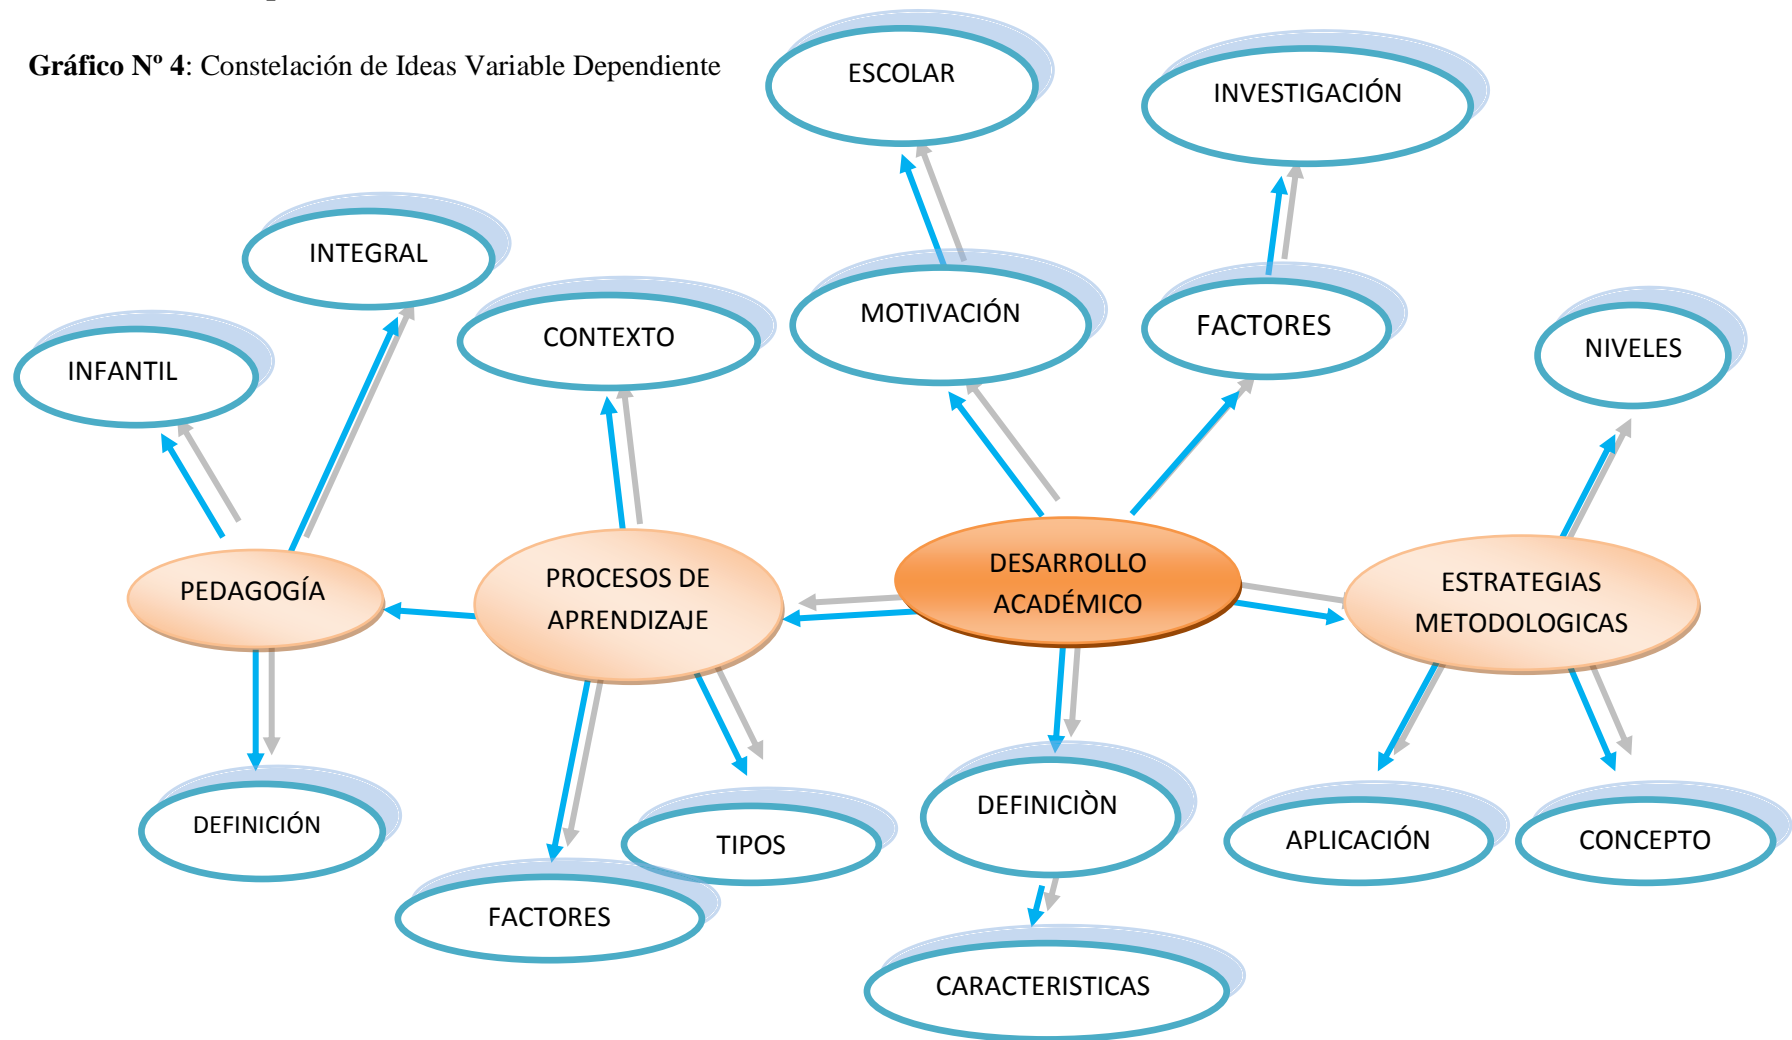 Gráfico Nº 4: Constelación de Ideas Variable Dependiente
ESCOLAR
INVESTIGACIÓN
INTEGRAL
MOTIVACIÓN
FACTORES
CONTEXTO
NIVELES
INFANTIL
PEDAGOGÍA
PROCESOS DE
APRENDIZAJE
DESARROLLO
ACADÉMICO
ESTRATEGIAS
METODOLOGICAS
DEFINICIÓN
TIPOS
DEFINICIÒN
APLICACIÓN
CONCEPTO
FACTORES
CARACTERISTICAS